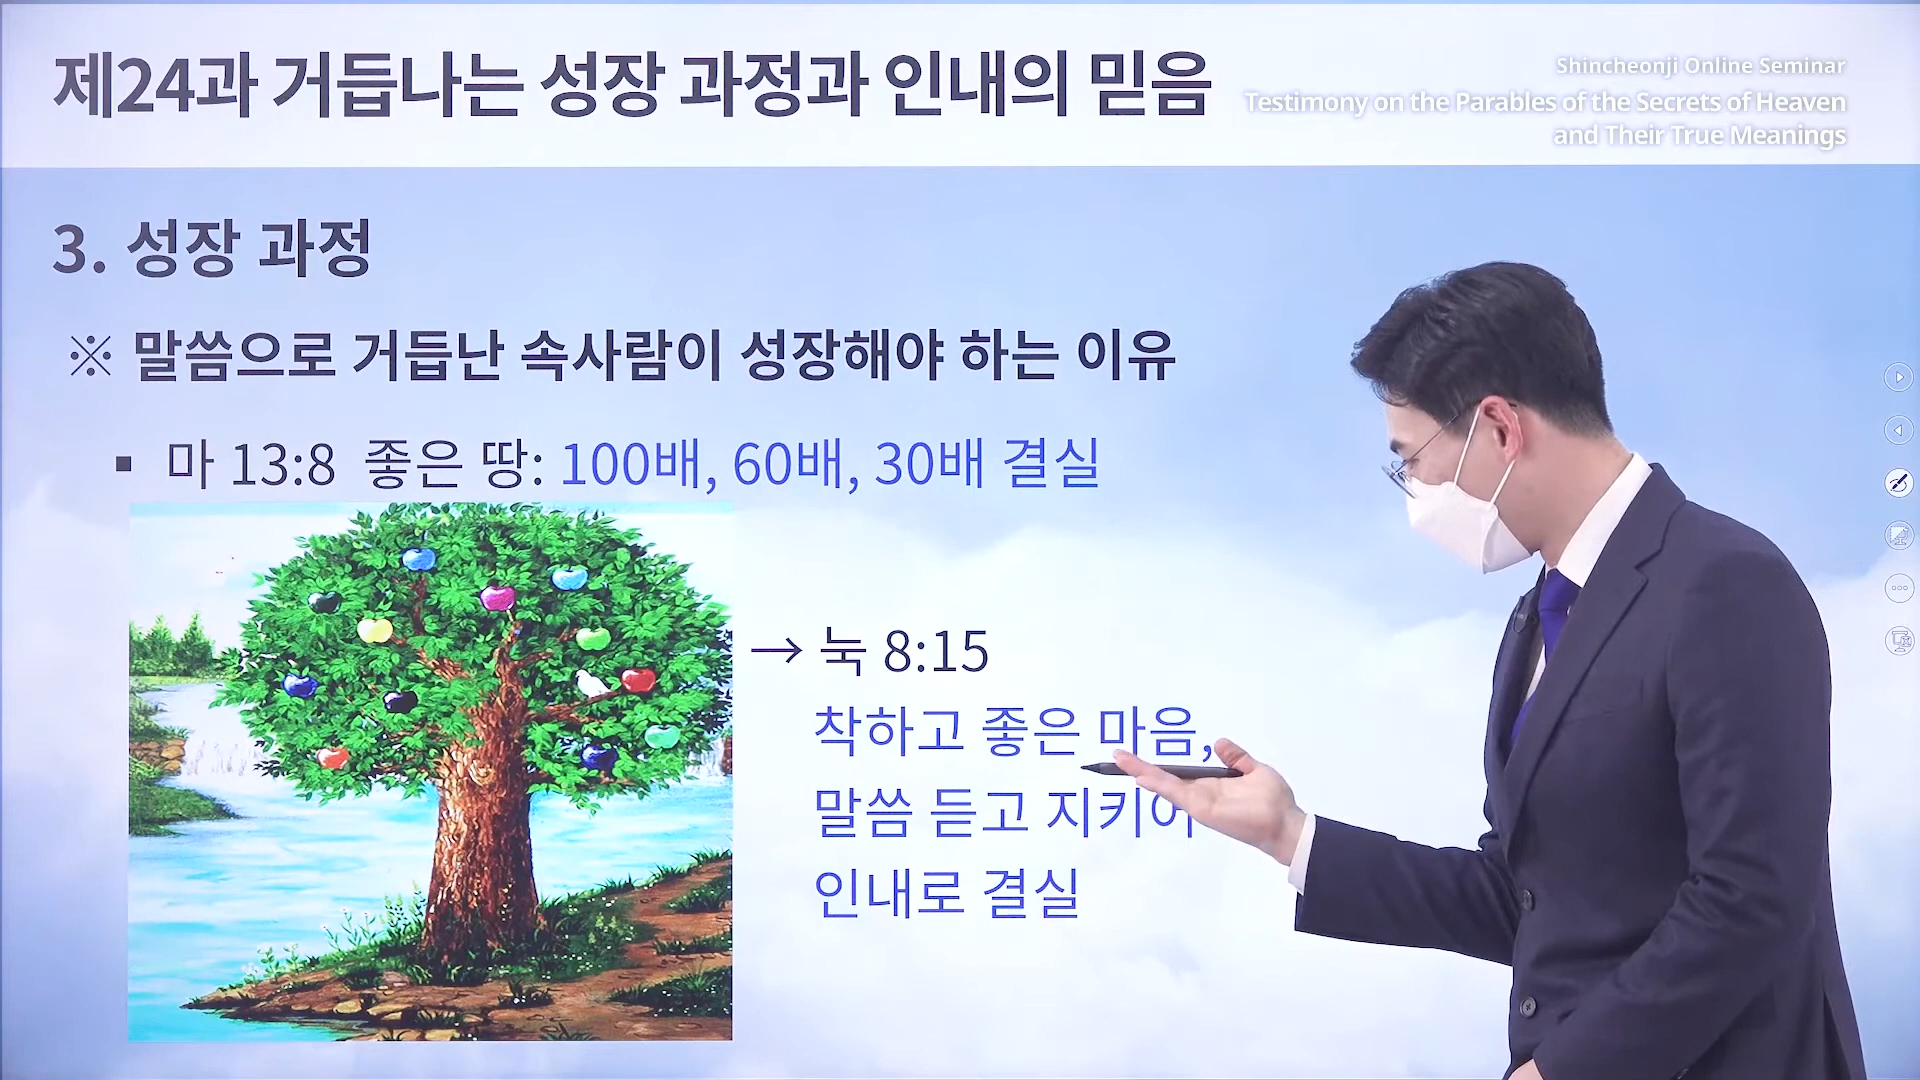 제24과 거듭나는 성장 과정과 인내의 믿음
Shincheonji Online Seminar
Testimony on the Parables of the Secrets of Heaven
and Their True Meanings
3. 성장 과정
※ 말씀으로 거듭난 속사람이 성장해야 하는 이유
▪ 마 13:8 좋은 땅: 100배, 60배, 30배 결실
→ 눅 8:15
착하고 좋은 마음,
말씀 듣고 지키어
인내로 결실